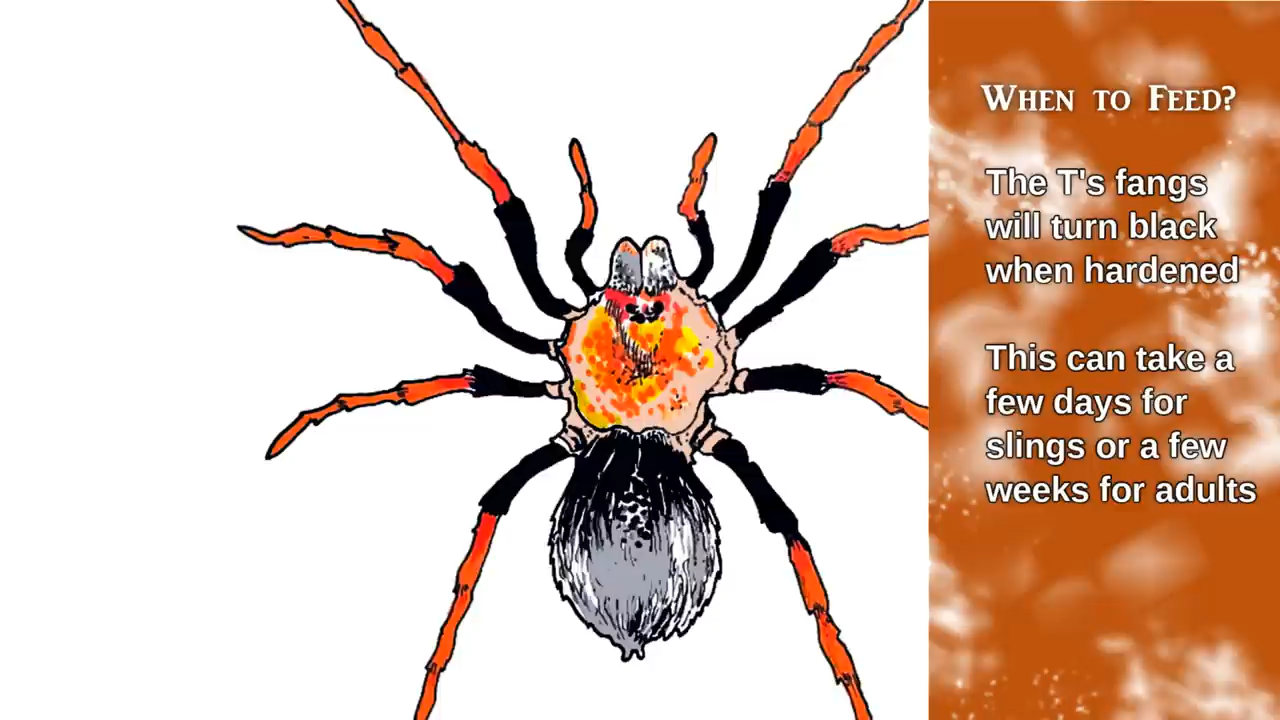 When to Feed?
The T's fangs
will turn black
when hardened
This can take a
few days for
slings or a few
weeks for adults